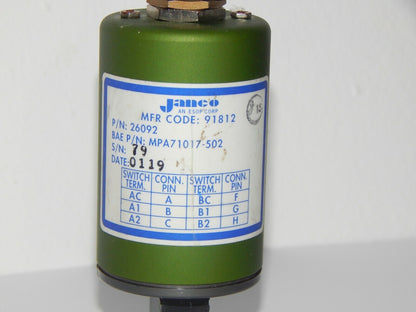 Janco
AN ESOP CORP
MFR CODE: 91812
P/N: 26092
BAE P/N: MPA71017-502
S/N: 79
DATE: 0119
SWITCH TERM. CONN. PIN SWITCH TERM. CONN. PIN
AC A BC F
A1 B B1 G
A2 C B2 H